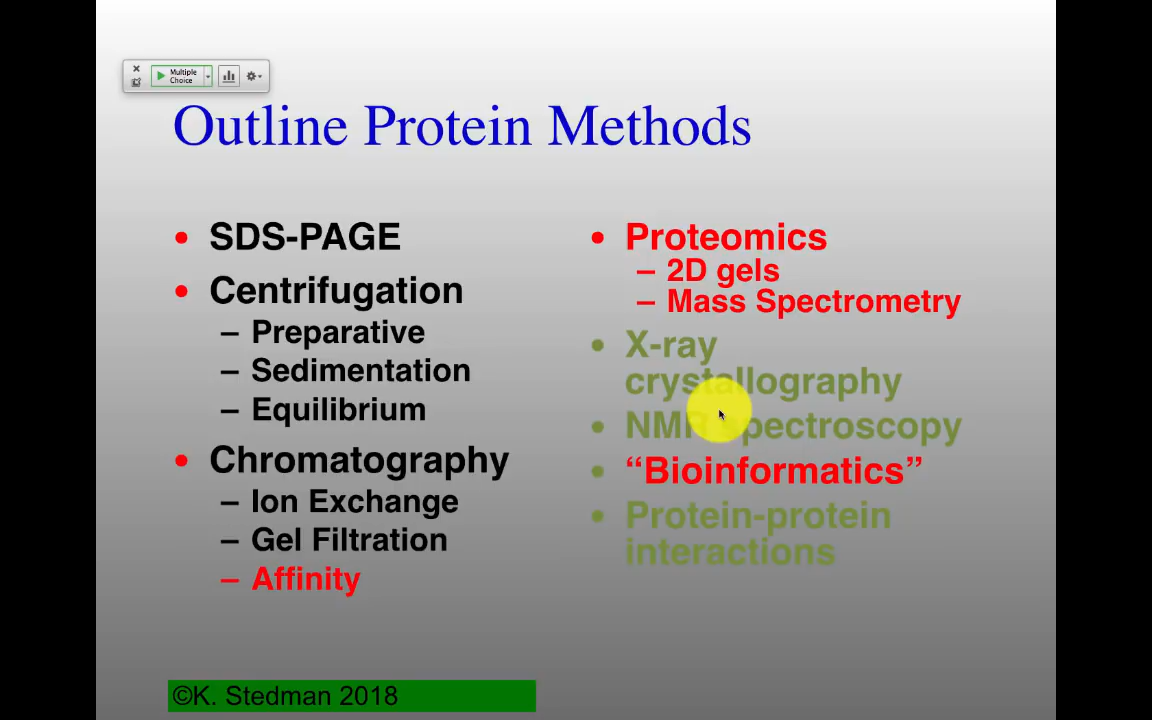 Multiple
Choice
Outline Protein Methods
• SDS-PAGE
• Centrifugation
– Preparative
– Sedimentation
– Equilibrium
• Chromatography
– Ion Exchange
– Gel Filtration
– Affinity
• Proteomics
– 2D gels
– Mass Spectrometry
• X-ray
crystallography
• NMR spectroscopy
• “Bioinformatics”
• Protein-protein
interactions
©K. Stedman 2018